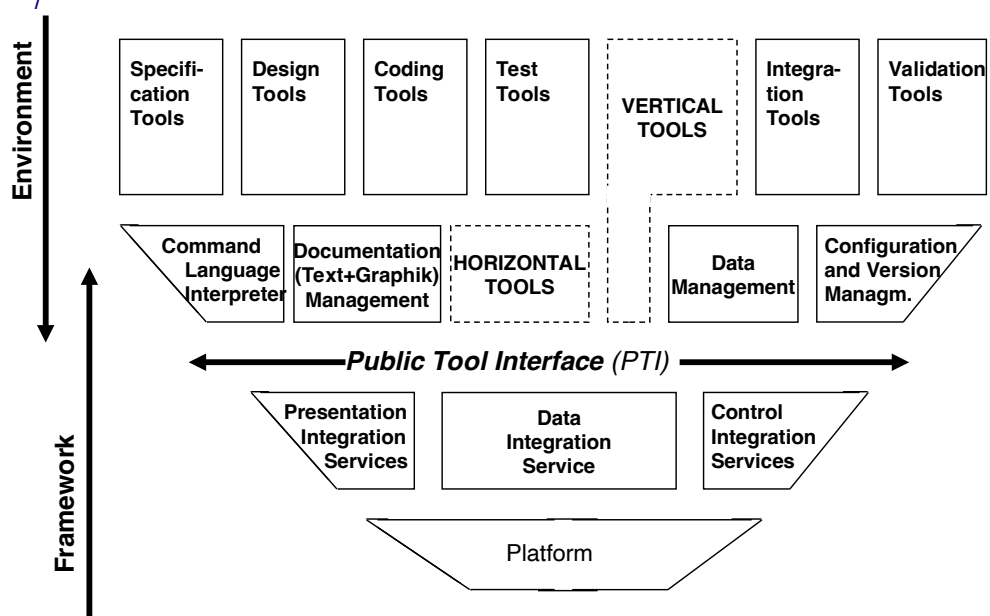 Environment
Specifi-
cation
Tools
Design
Tools
Coding
Tools
Test
Tools
VERTICAL
TOOLS
Integra-
tion
Tools
Validation
Tools
Command
Language
Interpreter
Documentation
(Text+Graphik)
Management
HORIZONTAL
TOOLS
Data
Management
Configuration
and Version
Managm.
Public Tool Interface (PTI)
Framework
Presentation
Integration
Services
Data
Integration
Service
Control
Integration
Services
Platform